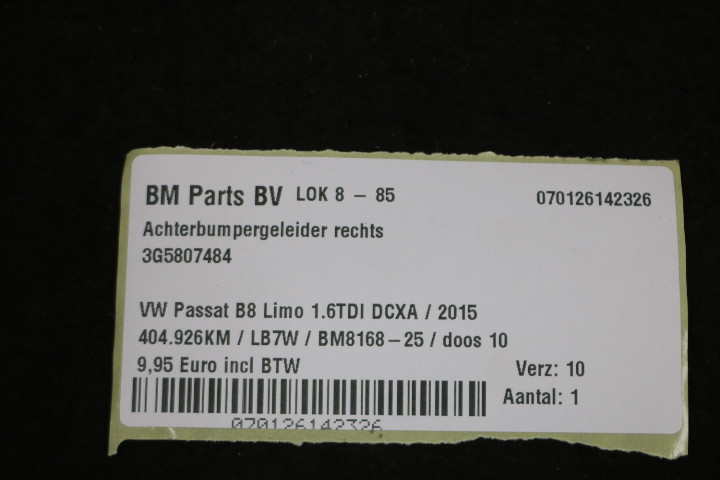 BM Parts BV LOK 8 - 85 070126142326
Achterbumpergeleider rechts
3G5807484
VW Passat B8 Limo 1.6TDI DCXA / 2015
404.926KM / LB7W / BM8168-25 / doos 10
9,95 Euro incl BTW Verz: 10
Aantal: 1
070126142326